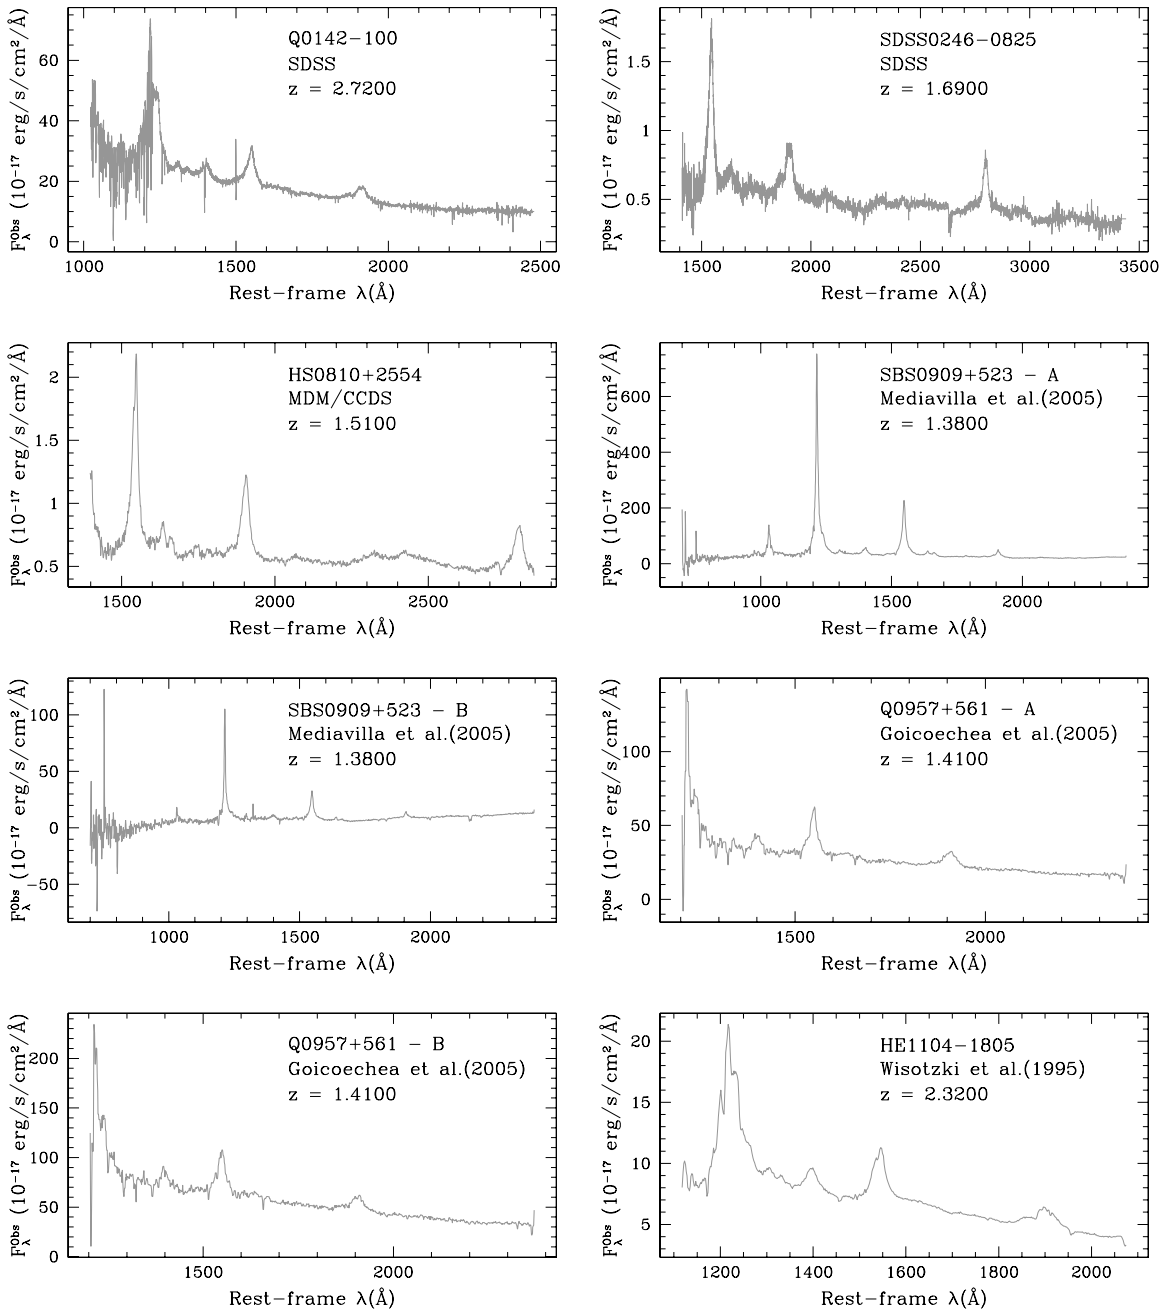 Q0142−100
SDSS
z = 2.7200
F_λ^Obs (10^−17 erg/s/cm²/Å)
60
40
20
0
1000 1500 2000 2500
Rest−frame λ(Å)
SDSS0246−0825
SDSS
z = 1.6900
F_λ^Obs (10^−17 erg/s/cm²/Å)
1.5
1
0.5
1500 2000 2500 3000 3500
Rest−frame λ(Å)
HS0810+2554
MDM/CCDS
z = 1.5100
F_λ^Obs (10^−17 erg/s/cm²/Å)
2
1.5
1
0.5
1500 2000 2500
Rest−frame λ(Å)
SBS0909+523 − A
Mediavilla et al.(2005)
z = 1.3800
F_λ^Obs (10^−17 erg/s/cm²/Å)
600
400
200
0
1000 1500 2000
Rest−frame λ(Å)
SBS0909+523 − B
Mediavilla et al.(2005)
z = 1.3800
F_λ^Obs (10^−17 erg/s/cm²/Å)
100
50
0
−50
1000 1500 2000
Rest−frame λ(Å)
Q0957+561 − A
Goicoechea et al.(2005)
z = 1.4100
F_λ^Obs (10^−17 erg/s/cm²/Å)
100
50
0
1500 2000
Rest−frame λ(Å)
Q0957+561 − B
Goicoechea et al.(2005)
z = 1.4100
F_λ^Obs (10^−17 erg/s/cm²/Å)
200
150
100
50
0
1500 2000
Rest−frame λ(Å)
HE1104−1805
Wisotzki et al.(1995)
z = 2.3200
F_λ^Obs (10^−17 erg/s/cm²/Å)
20
15
10
5
1200 1400 1600 1800 2000
Rest−frame λ(Å)